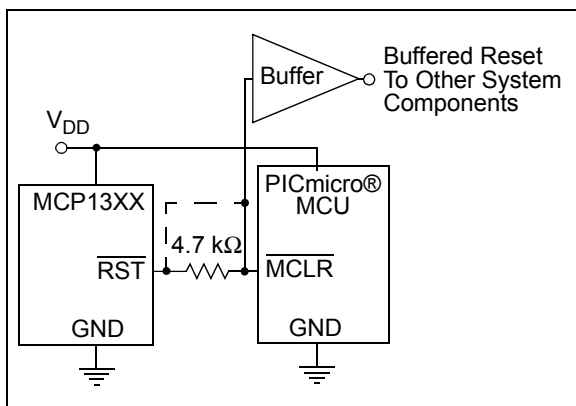 Buffer
Buffered Reset
To Other System
Components
VDD
MCP13XX
PICmicro®
MCU
4.7 kΩ
RST
MCLR
GND
GND